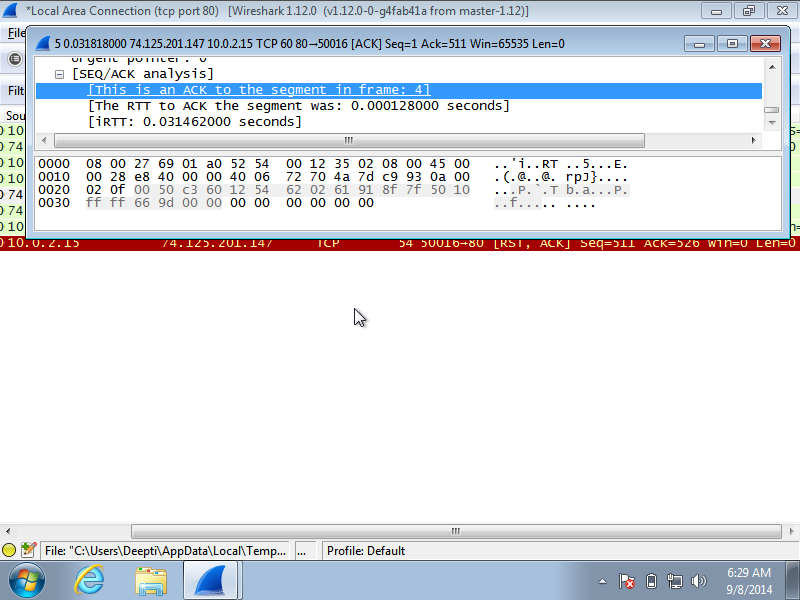 *Local Area Connection (tcp port 80) [Wireshark 1.12.0 (v1.12.0-0-g4fab41a from master-1.12)]
File
5 0.031818000 74.125.201.147 10.0.2.15 TCP 60 80→50016 [ACK] Seq=1 Ack=511 Win=65535 Len=0
urgent pointer: 0
[SEQ/ACK analysis]
Filt
[This is an ACK to the segment in frame: 4]
[The RTT to ACK the segment was: 0.000128000 seconds]
Sou
[iRTT: 0.031462000 seconds]
0000 08 00 27 69 01 a0 52 54 00 12 35 02 08 00 45 00 ..'i..RT ..5...E.
0010 00 28 e8 40 00 00 40 06 72 70 4a 7d c9 93 0a 00 .(.@..@. rpJ}....
0020 02 0f 00 50 c3 60 12 54 62 02 61 91 8f 7f 50 10 ...P.`.T b.a...P.
0030 ff ff 66 9d 00 00 00 00 00 00 00 00 ..f..... ....
10.0.2.15 74.125.201.147 TCP 54 50016→80 [RST, ACK] Seq=511 Ack=526 Win=0 Len=0
File: "C:\Users\Deepti\AppData\Local\Temp... ... Profile: Default
6:29 AM
9/8/2014